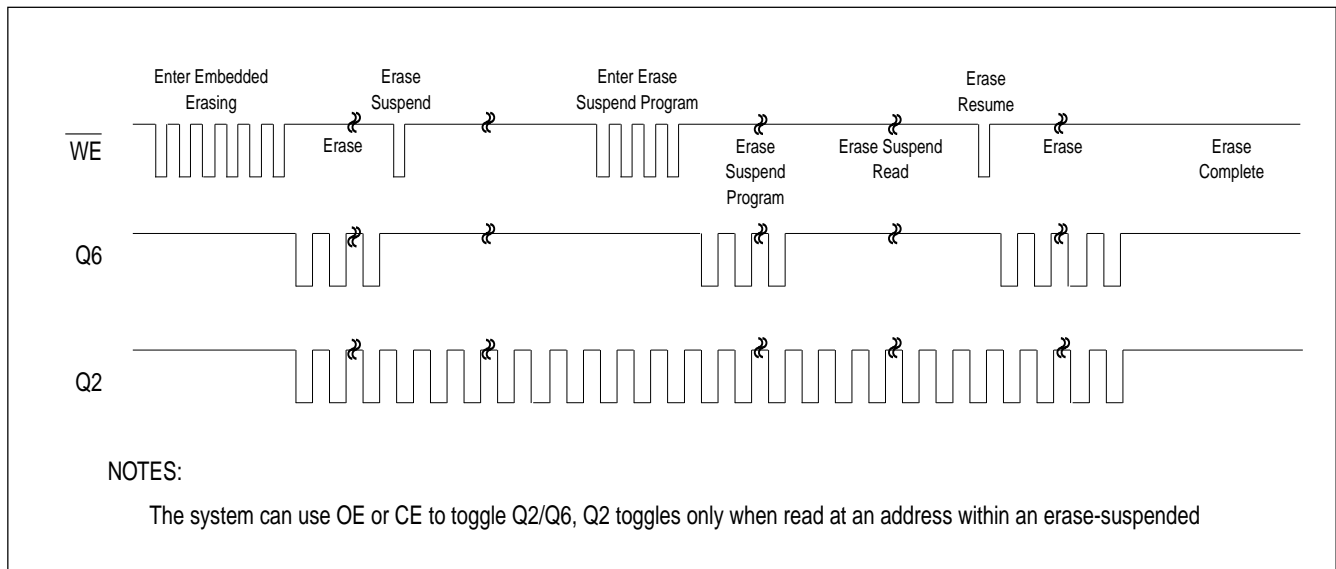 Enter Embedded
Erasing
Erase
Suspend
Enter Erase
Suspend Program
Erase
Resume
WE
Erase
Erase
Suspend
Program
Erase Suspend
Read
Erase
Erase
Complete
Q6
Q2
NOTES:
The system can use OE or CE to toggle Q2/Q6, Q2 toggles only when read at an address within an erase-suspended